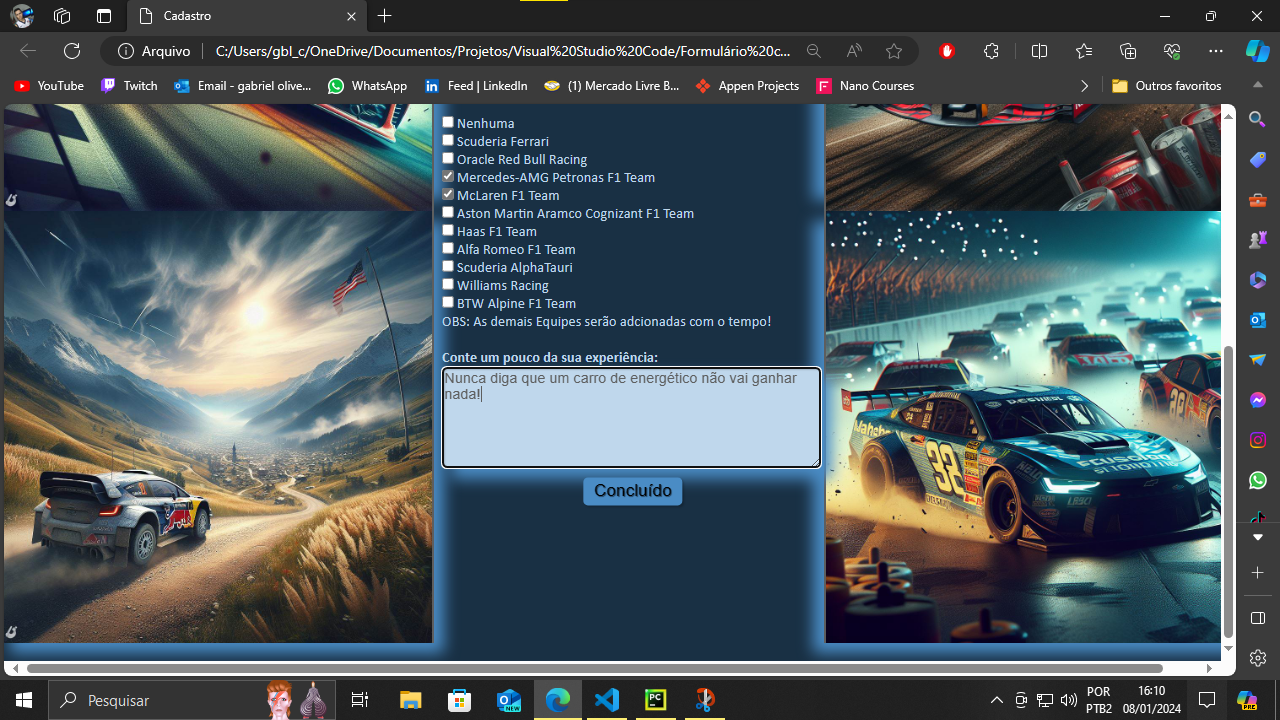 Cadastro
Arquivo
C:/Users/gbl_c/OneDrive/Documentos/Projetos/Visual%20Studio%20Code/Formulário%20c...
YouTube
Twitch
Email - gabriel olive...
WhatsApp
Feed | LinkedIn
(1) Mercado Livre B...
Appen Projects
Nano Courses
Outros favoritos
Nenhuma
Scuderia Ferrari
Oracle Red Bull Racing
Mercedes-AMG Petronas F1 Team
McLaren F1 Team
Aston Martin Aramco Cognizant F1 Team
Haas F1 Team
Alfa Romeo F1 Team
Scuderia AlphaTauri
Williams Racing
BTW Alpine F1 Team
OBS: As demais Equipes serão adcionadas com o tempo!
Conte um pouco da sua experiência:
Nunca diga que um carro de energético não vai ganhar
nada!
Concluído
33
Pesquisar
NEW
PC
POR
PTB2
16:10
08/01/2024
PRE